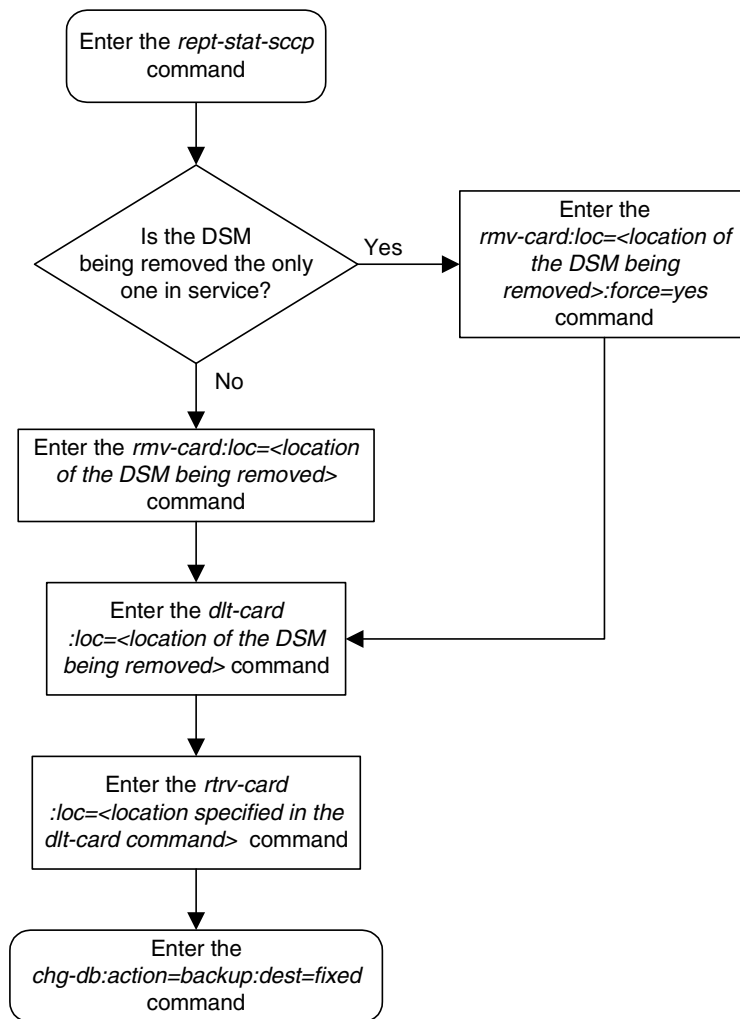 Enter the rept-stat-sccp
command
Is the DSM
being removed the only
one in service?
Yes
Enter the
rmv-card:loc=<location of
the DSM being
removed>:force=yes
command
No
Enter the rmv-card:loc=<location
of the DSM being removed>
command
Enter the dlt-card
:loc=<location of the DSM
being removed> command
Enter the rtrv-card
:loc=<location specified in the
dlt-card command> command
Enter the
chg-db:action=backup:dest=fixed
command